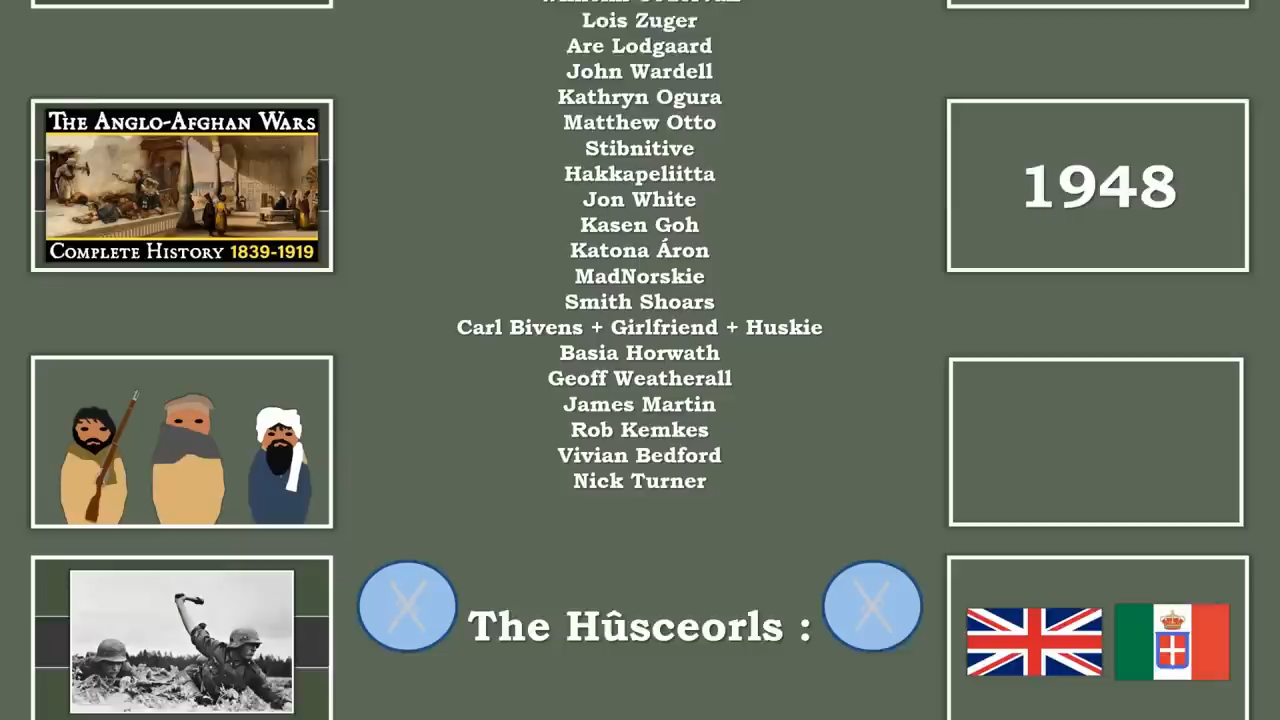 Lois Zuger
Are Lodgaard
John Wardell
Kathryn Ogura
Matthew Otto
Stibnitive
Hakkapeliitta
Jon White
Kasen Goh
Katona Áron
MadNorskie
Smith Shoars
Carl Bivens + Girlfriend + Huskie
Basia Horwath
Geoff Weatherall
James Martin
Rob Kemkes
Vivian Bedford
Nick Turner
The Hûsceorls :
THE ANGLO-AFGHAN WARS
COMPLETE HISTORY 1839-1919
1948